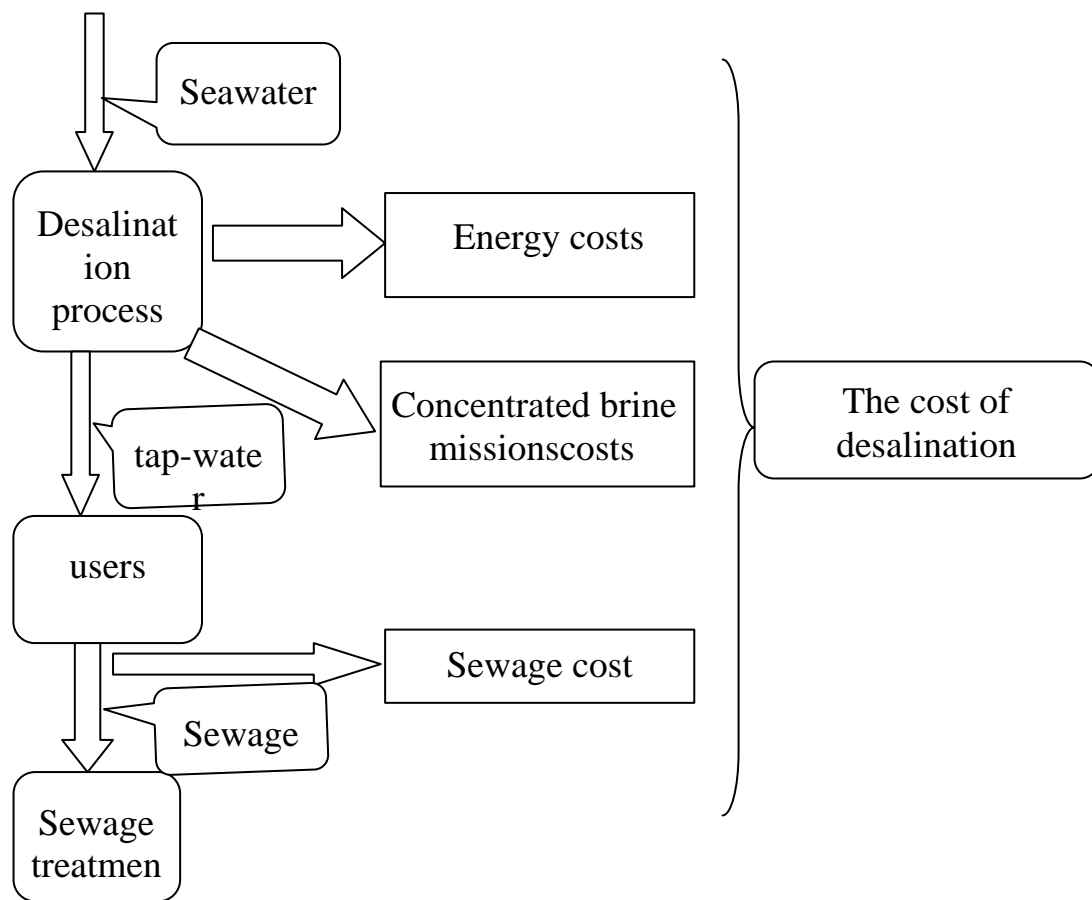 Seawater
Desalinat
ion
process
Energy costs
Concentrated brine
missionscosts
The cost of
desalination
tap-wate
r
users
Sewage cost
Sewage
Sewage
treatmen